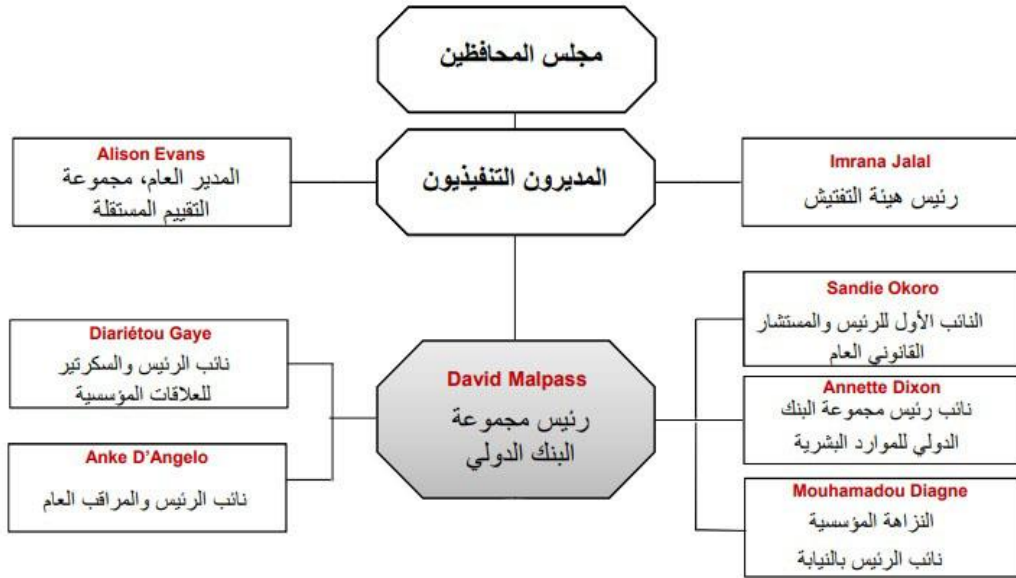 مجلس المحافظين
المديرون التنفيذيون
Imrana Jalal
رئيس هيئة التفتيش
Alison Evans
المدير العام، مجموعة
التقييم المستقلة
David Malpass
رئيس مجموعة
البنك الدولي
Sandie Okoro
النائب الأول للرئيس والمستشار
القانوني العام
Annette Dixon
نائب رئيس مجموعة البنك
الدولي للموارد البشرية
Mouhamadou Diagne
النزاهة المؤسسية
نائب الرئيس بالنيابة
Diariétou Gaye
نائب الرئيس والسكرتير
للعلاقات المؤسسية
Anke D’Angelo
نائب الرئيس والمراقب العام